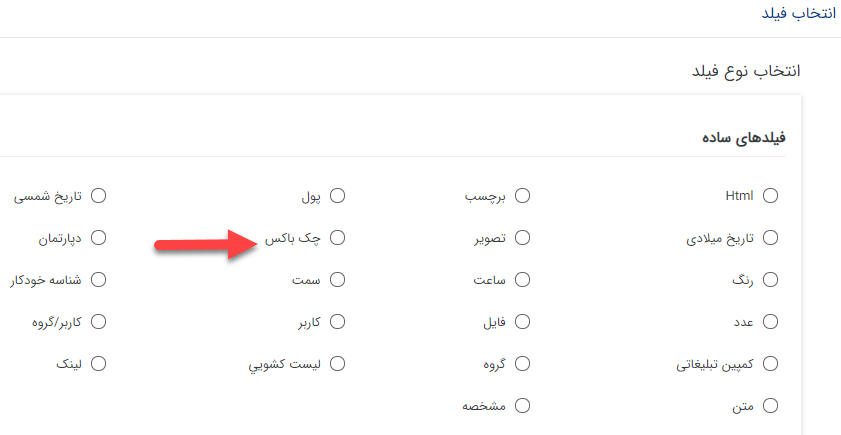 انتخاب فیلد
انتخاب نوع فیلد
فیلدهای ساده
Html برچسب پول تاریخ شمسی
تاریخ میلادی تصویر چک باکس دپارتمان
رنگ ساعت سمت شناسه خودکار
عدد فایل کاربر کاربر/گروه
کمپین تبلیغاتی گروه لیست کشويي لینک
متن مشخصه